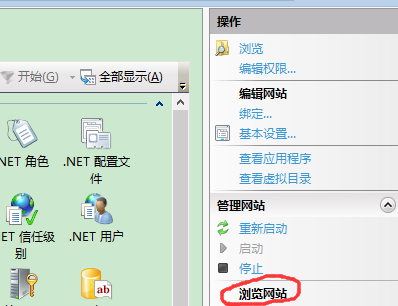 开始(G)
全部显示(A)
.NET 角色
.NET 配置文
件
NET 信任级
别
.NET 用户
操作
浏览
编辑权限...
编辑网站
绑定...
基本设置...
查看应用程序
查看虚拟目录
管理网站
重新启动
启动
停止
浏览网站